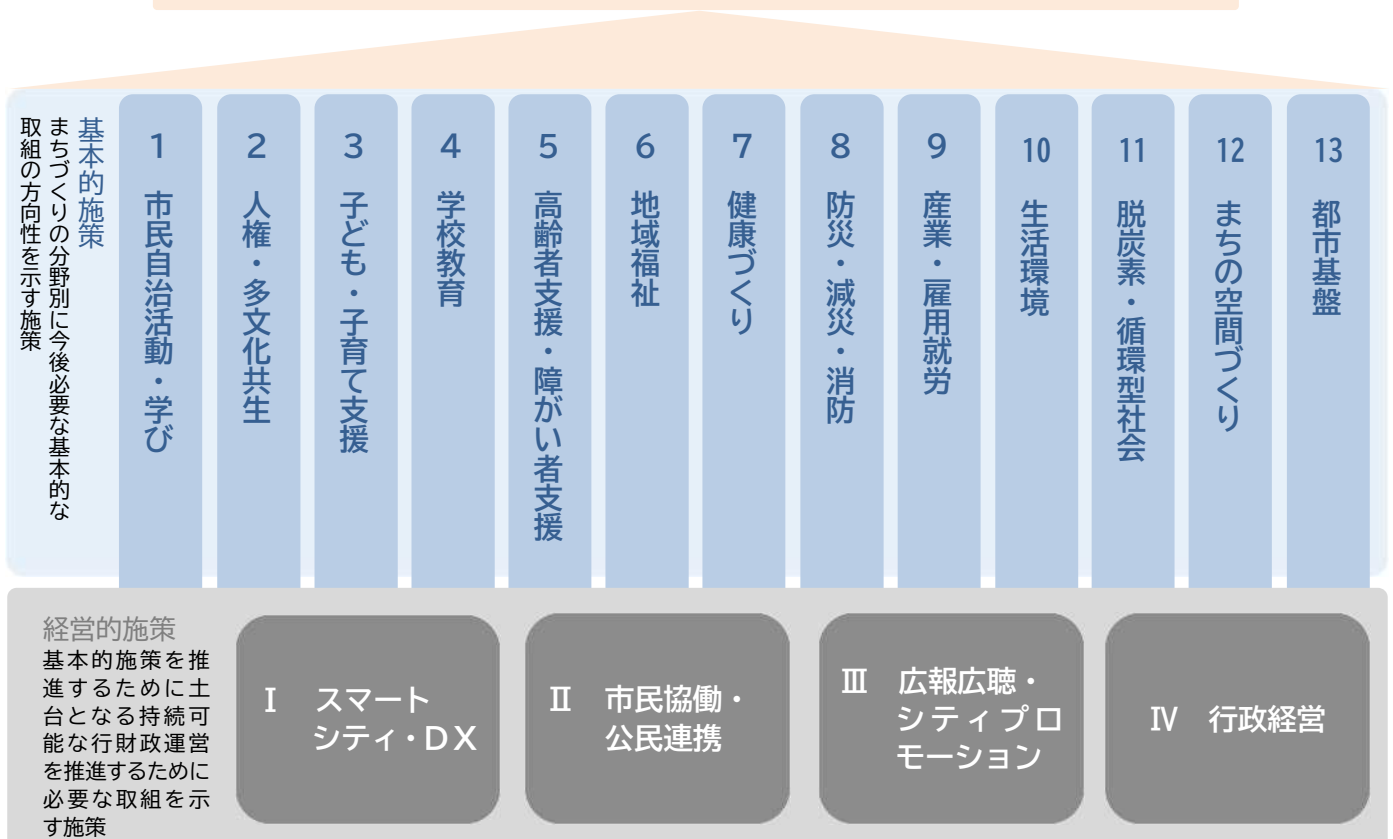 基本的施策
まちづくりの分野別に今後必要な基本的な
取組の方向性を示す施策
1 市民自治活動・学び
2 人権・多文化共生
3 子ども・子育て支援
4 学校教育
5 高齢者支援・障がい者支援
6 地域福祉
7 健康づくり
8 防災・減災・消防
9 産業・雇用就労
10 生活環境
11 脱炭素・循環型社会
12 まちの空間づくり
13 都市基盤
経営的施策
基本的施策を推
進するために土
台となる持続可
能な行財政運営
を推進するために
必要な取組を示
す施策
Ⅰ スマート
シティ・DX
Ⅱ 市民協働・
公民連携
Ⅲ 広報広聴・
シティプロ
モーション
Ⅳ 行政経営